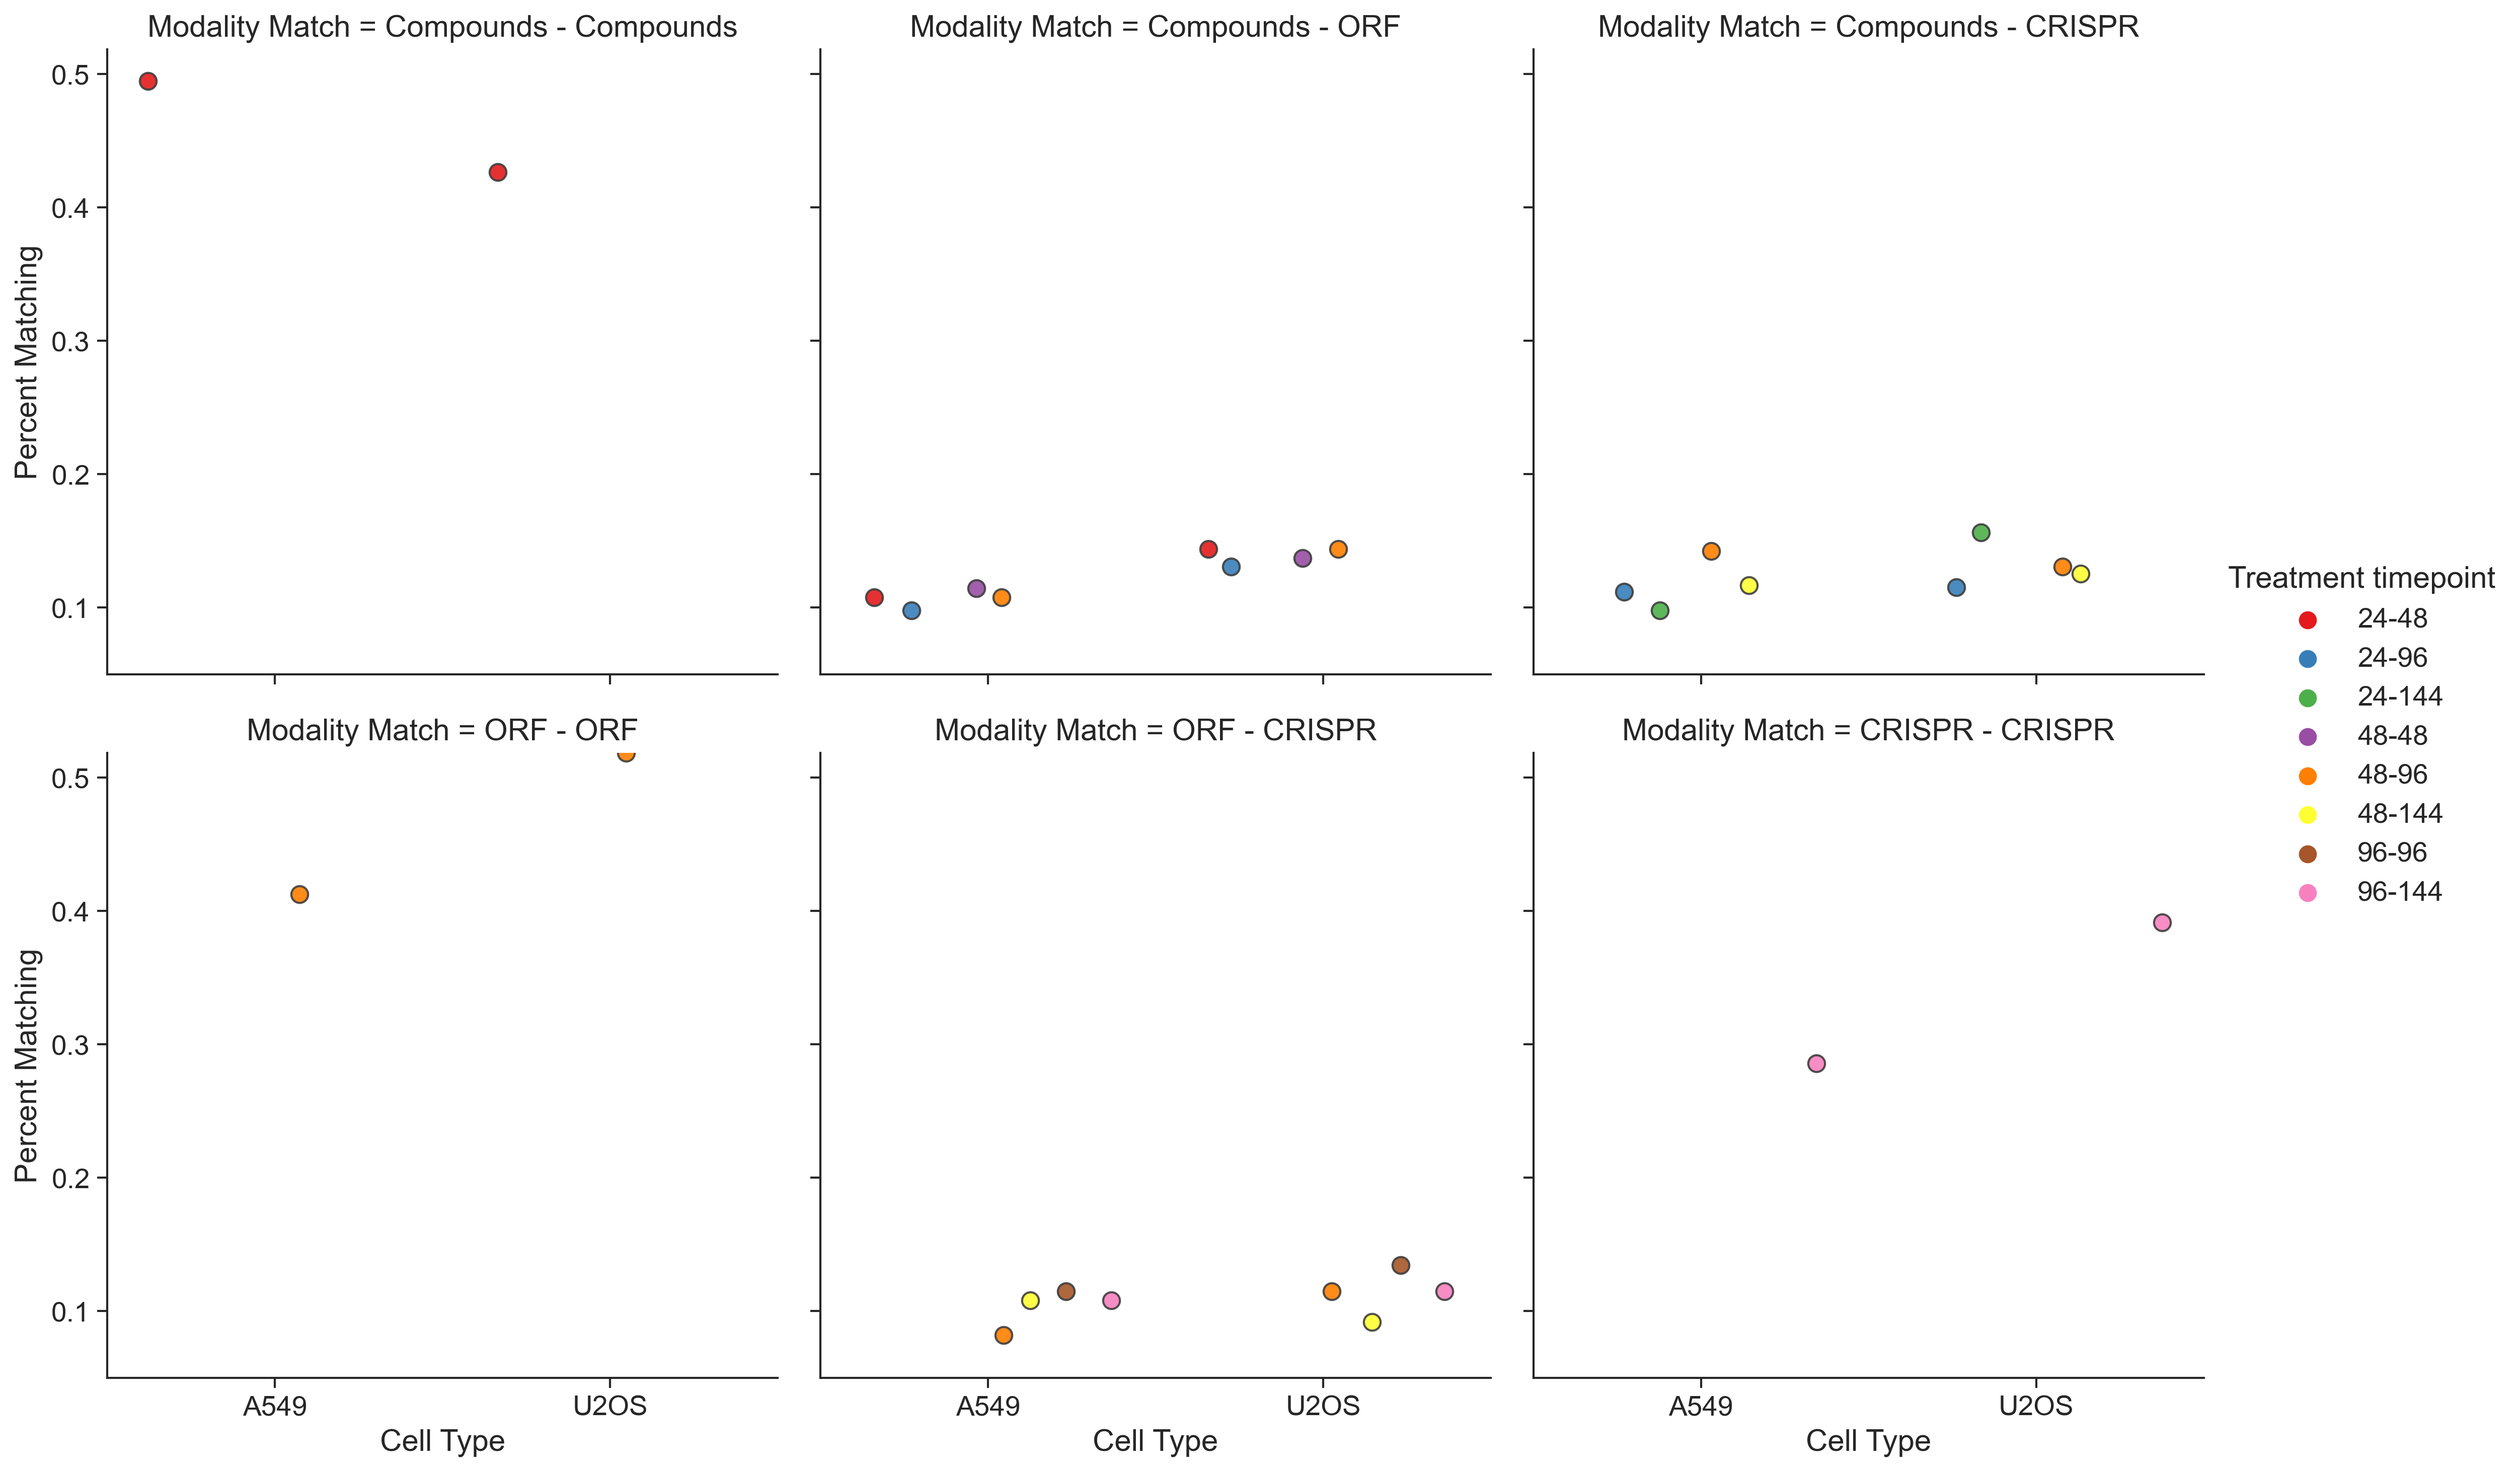 Modality Match = Compounds - Compounds
Modality Match = Compounds - ORF
Modality Match = Compounds - CRISPR
0.5
0.4
0.3
0.2
0.1
Percent Matching
Modality Match = ORF - ORF
Modality Match = ORF - CRISPR
Modality Match = CRISPR - CRISPR
0.5
0.4
0.3
0.2
0.1
Percent Matching
A549
U2OS
Cell Type
A549
U2OS
Cell Type
A549
U2OS
Cell Type
Treatment timepoint
24-48
24-96
24-144
48-48
48-96
48-144
96-96
96-144